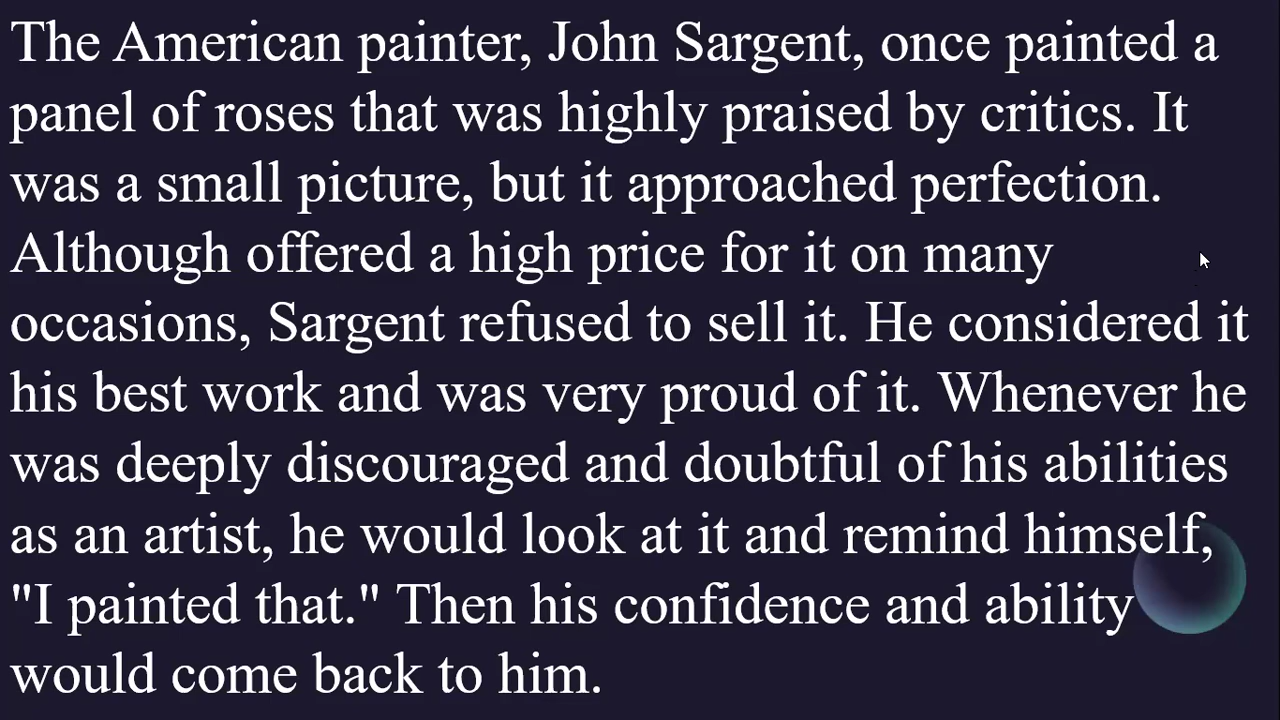 The American painter, John Sargent, once painted a
panel of roses that was highly praised by critics. It
was a small picture, but it approached perfection.
Although offered a high price for it on many
occasions, Sargent refused to sell it. He considered it
his best work and was very proud of it. Whenever he
was deeply discouraged and doubtful of his abilities
as an artist, he would look at it and remind himself,
"I painted that." Then his confidence and ability
would come back to him.